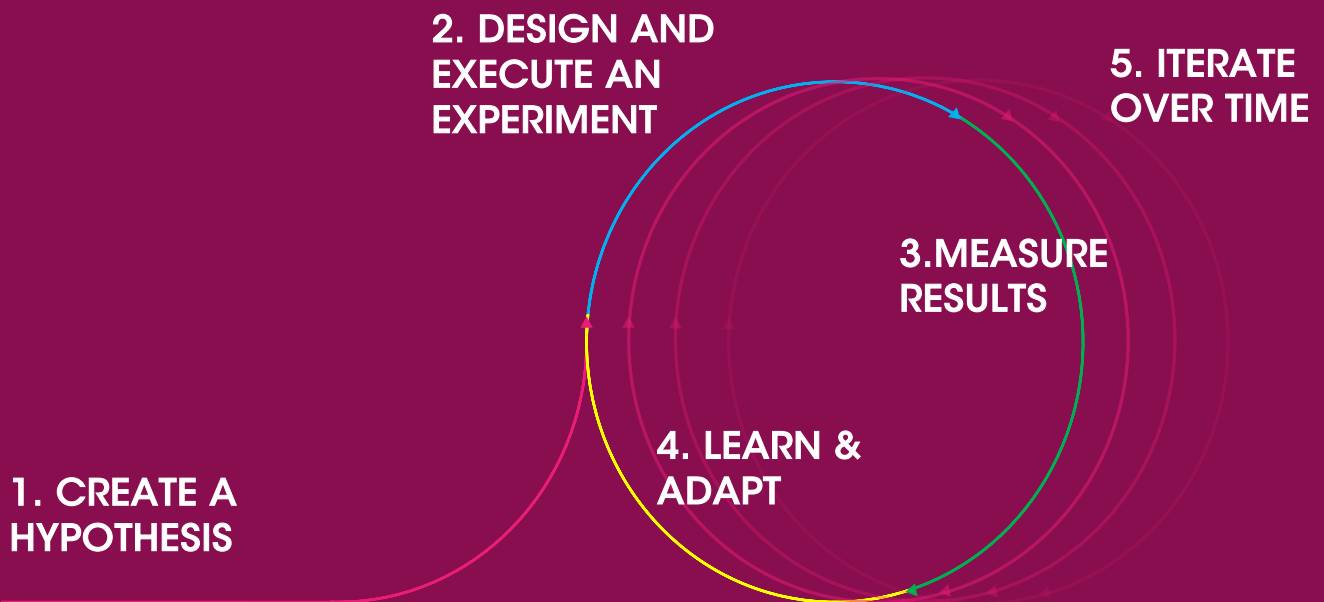 1. CREATE A
HYPOTHESIS
2. DESIGN AND
EXECUTE AN
EXPERIMENT
3.MEASURE
RESULTS
4. LEARN &
ADAPT
5. ITERATE
OVER TIME